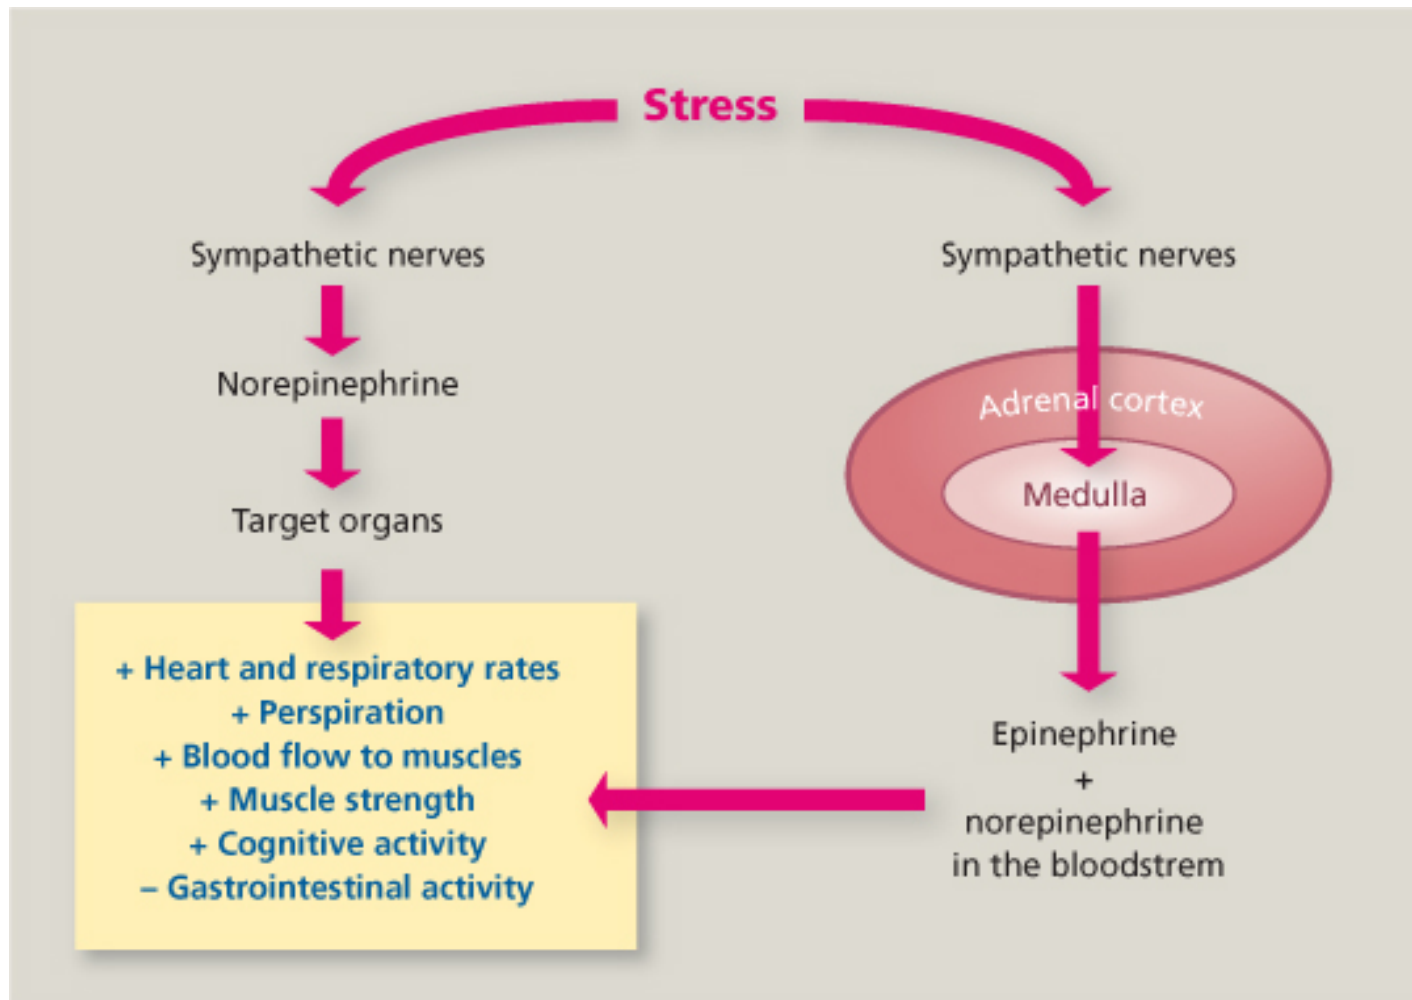 Stress
Sympathetic nerves
Norepinephrine
Target organs
+ Heart and respiratory rates
+ Perspiration
+ Blood flow to muscles
+ Muscle strength
+ Cognitive activity
– Gastrointestinal activity
Sympathetic nerves
Adrenal cortex
Medulla
Epinephrine
+
norepinephrine
in the bloodstrem